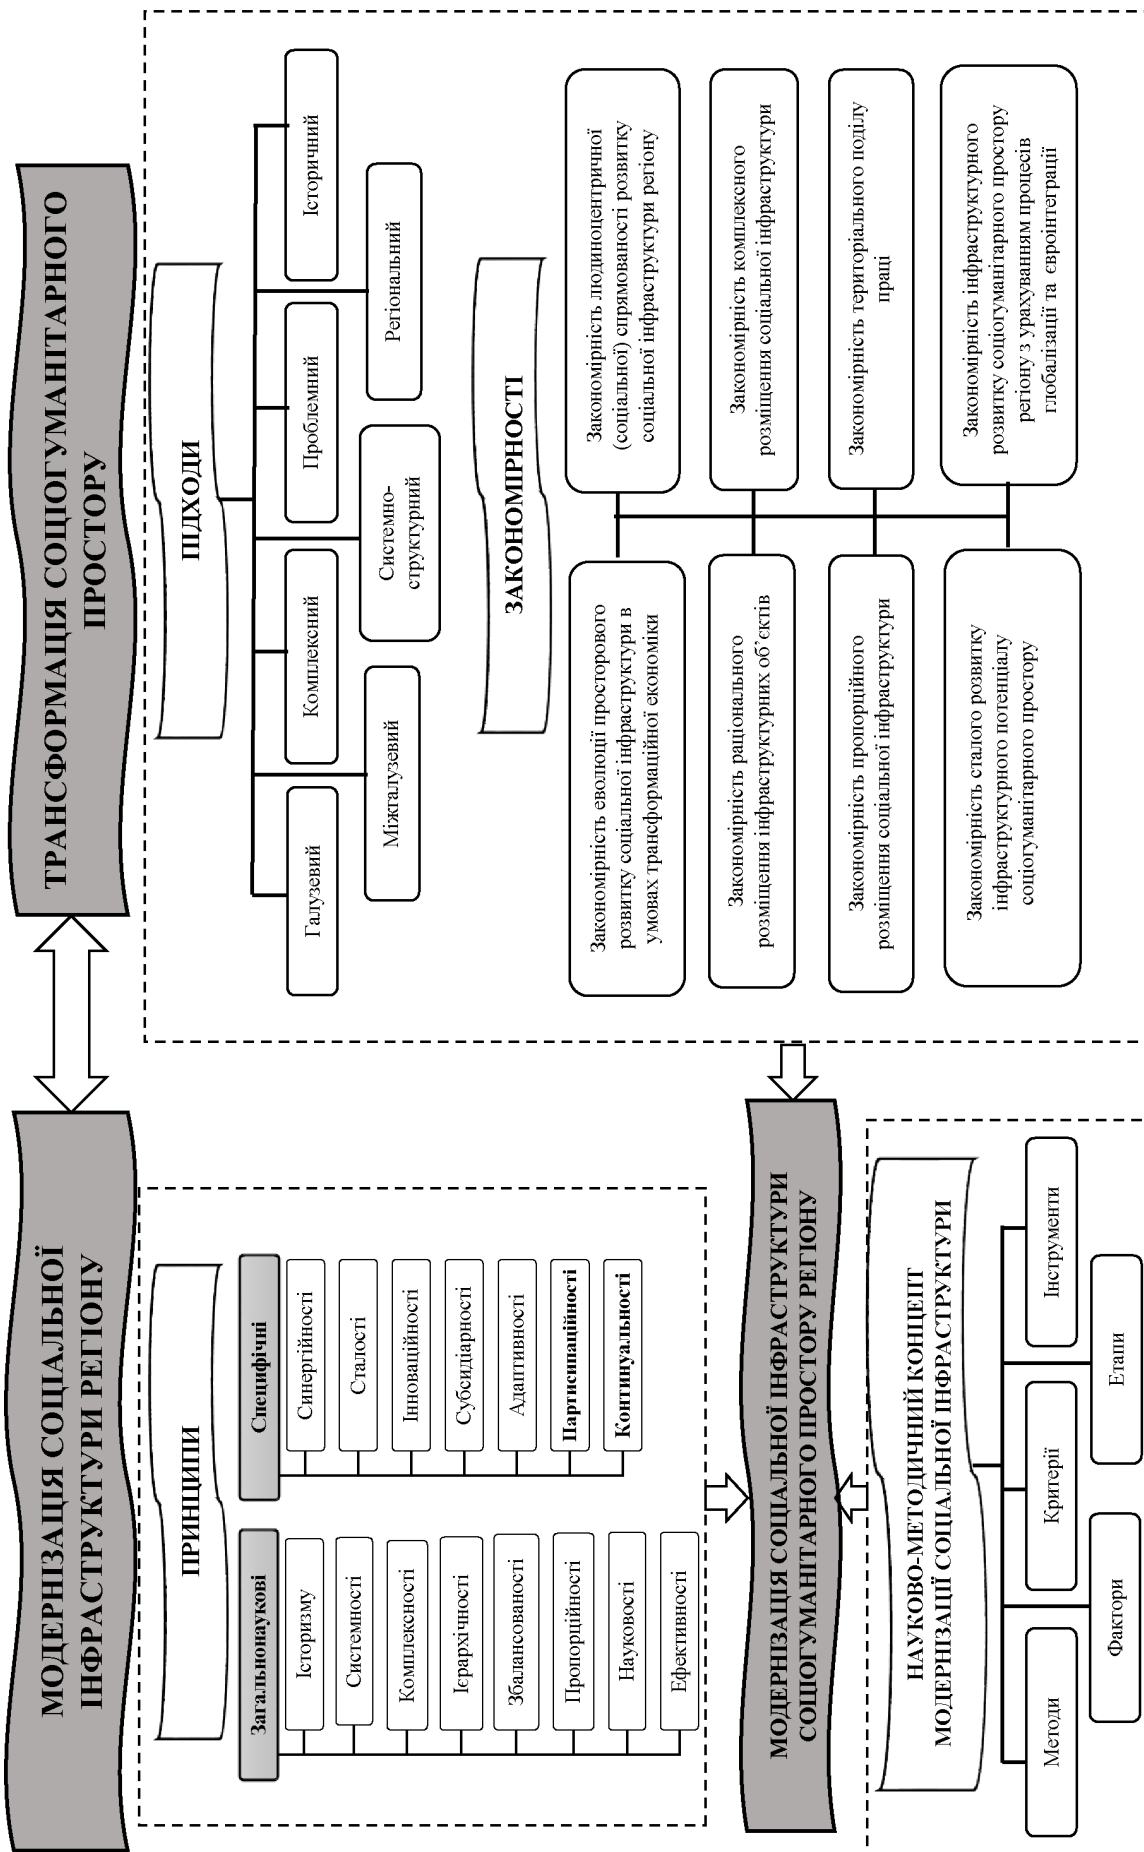 МОДЕРНІЗАЦІЯ СОЦІАЛЬНОЇ
ІНФРАСТРУКТУРИ РЕГІОНУ
ТРАНСФОРМАЦІЯ СОЦІОГУМАНІТАРНОГО
ПРОСТОРУ
ПРИНЦИПИ
Загальнонаукові
Історизму
Системності
Комплексності
Ієрархічності
Збалансованості
Пропорційності
Науковості
Ефективності
Специфічні
Синергійності
Сталості
Інноваційності
Субсидіарності
Адаптивності
Партисипаційності
Континуальності
ПІДХОДИ
Галузевий
Комплексний
Проблемний
Історичний
Міжгалузевий
Системно-
структурний
Регіональний
ЗАКОНОМІРНОСТІ
Закономірність еволюції просторового
розвитку соціальної інфраструктури в
умовах трансформаційної економіки
Закономірність людиноцентричної
(соціальної) спрямованості розвитку
соціальної інфраструктури регіону
Закономірність раціонального
розміщення інфраструктурних об’єктів
Закономірність комплексного
розміщення соціальної інфраструктури
Закономірність пропорційного
розміщення соціальної інфраструктури
Закономірність територіального поділу
праці
Закономірність сталого розвитку
інфраструктурного потенціалу
соціогуманітарного простору
Закономірність інфраструктурного
розвитку соціогуманітарного простору
регіону з урахуванням процесів
глобалізації та євроінтеграції
МОДЕРНІЗАЦІЯ СОЦІАЛЬНОЇ ІНФРАСТРУКТУРИ
СОЦІОГУМАНІТАРНОГО ПРОСТОРУ РЕГІОНУ
НАУКОВО-МЕТОДИЧНИЙ КОНЦЕПТ
МОДЕРНІЗАЦІЇ СОЦІАЛЬНОЇ ІНФРАСТРУКТУРИ
Методи
Критерії
Інструменти
Фактори
Етапи